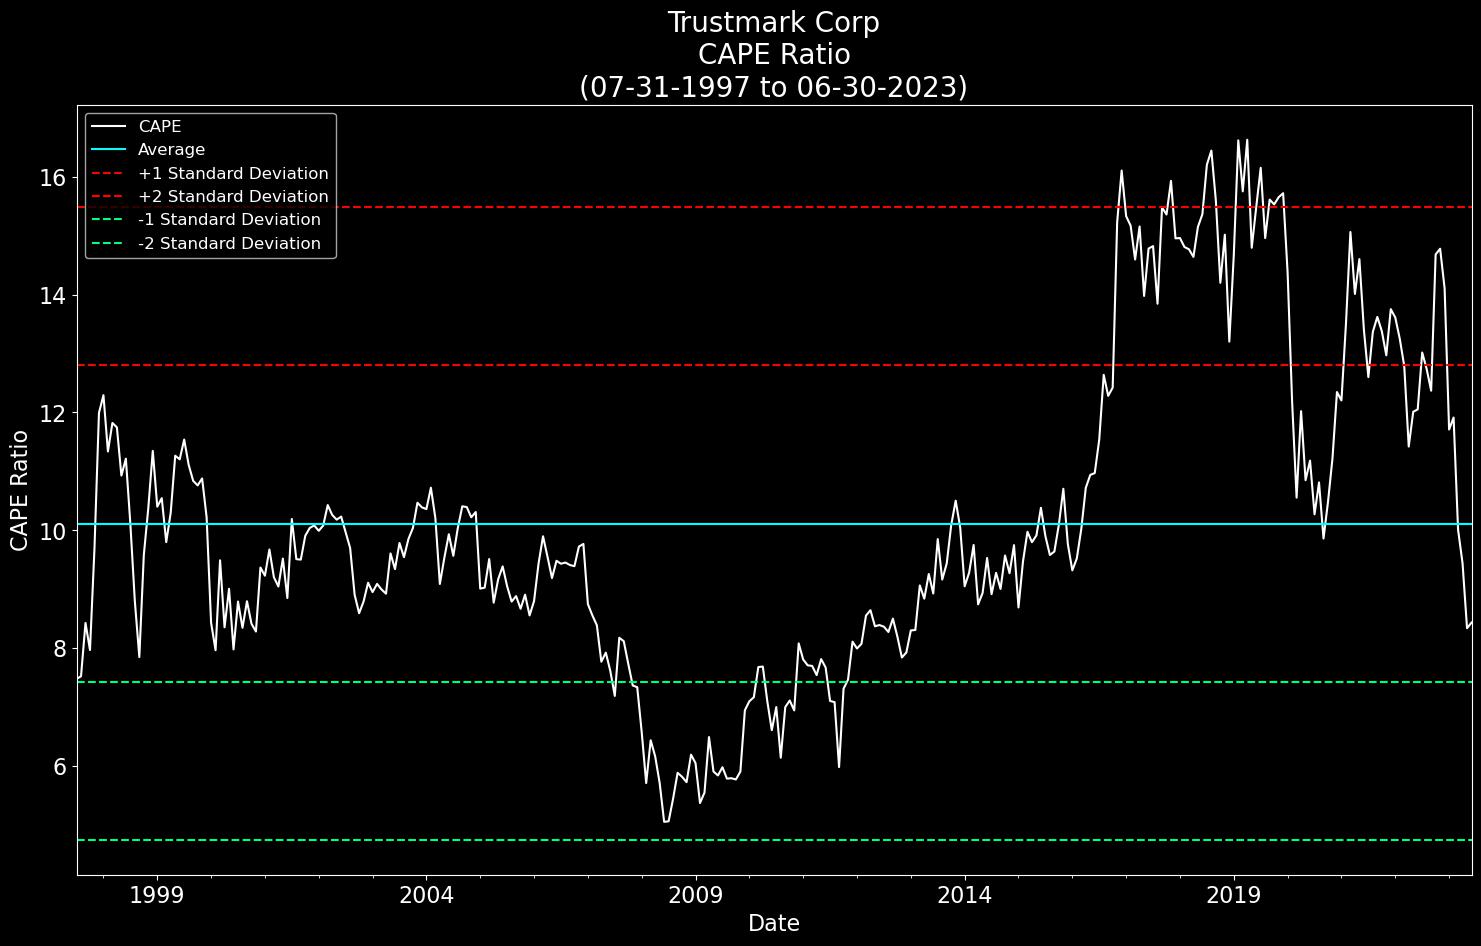 Trustmark Corp
CAPE Ratio
(07-31-1997 to 06-30-2023)
CAPE
Average
+1 Standard Deviation
+2 Standard Deviation
-1 Standard Deviation
-2 Standard Deviation
16
14
12
10
8
6
CAPE Ratio
1999
2004
2009
2014
2019
Date